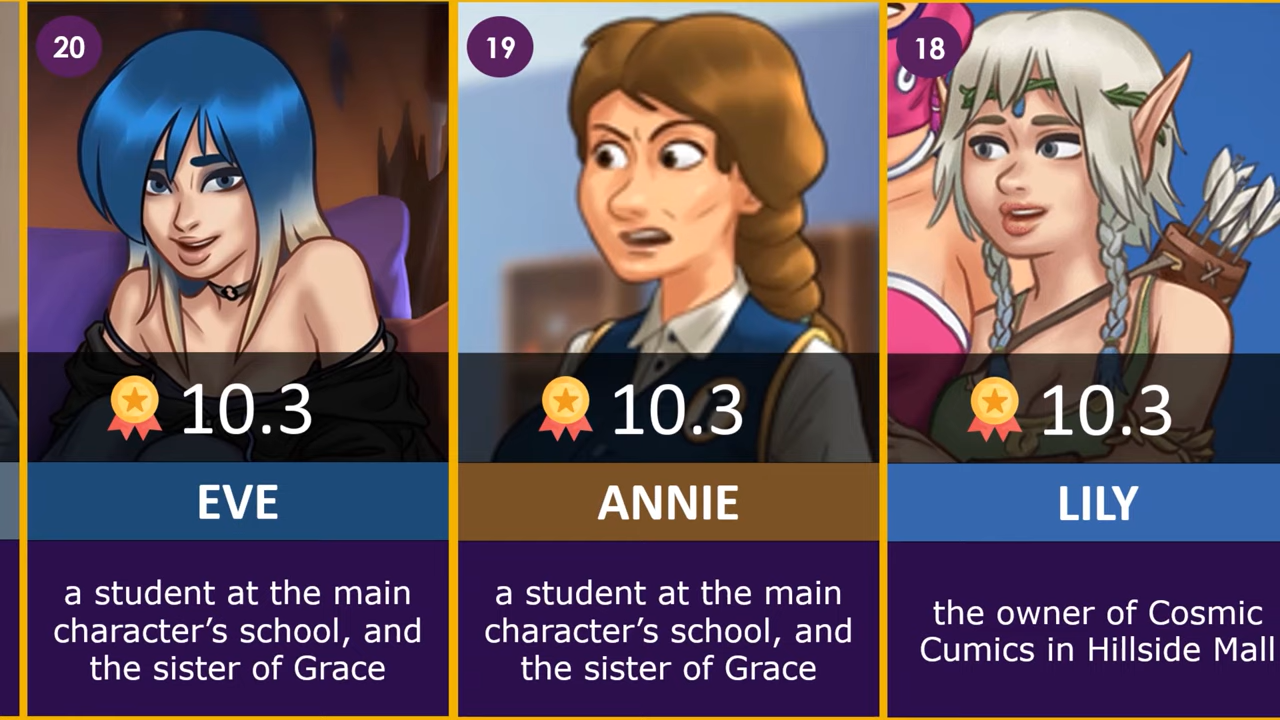 20
10.3
EVE
a student at the main
character’s school, and
the sister of Grace
19
10.3
ANNIE
a student at the main
character’s school, and
the sister of Grace
18
10.3
LILY
the owner of Cosmic
Cumics in Hillside Mall